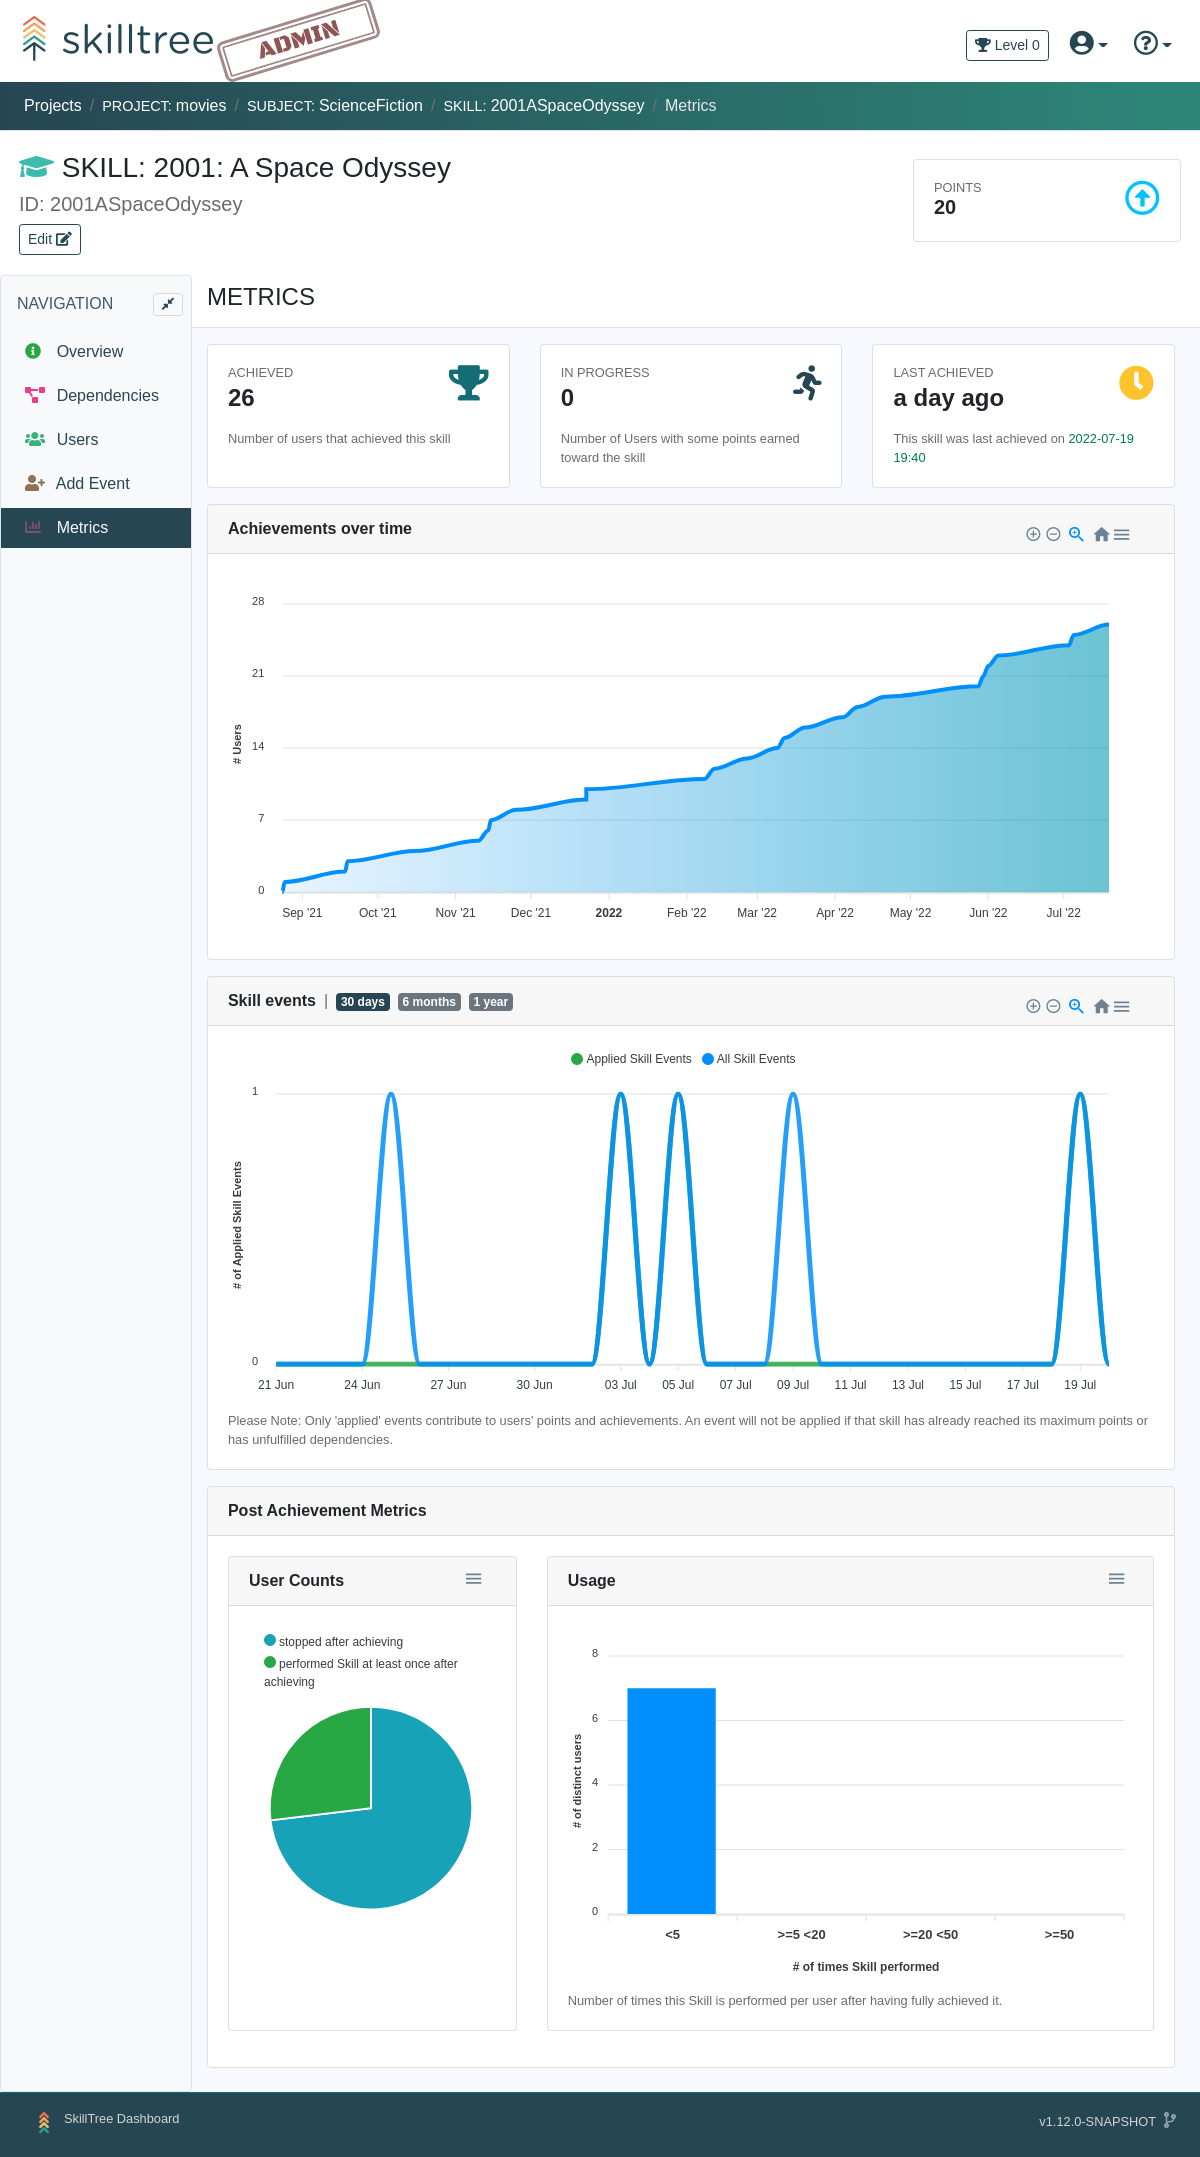 skilltree
ADMIN
Level 0
Projects / PROJECT: movies / SUBJECT: ScienceFiction / SKILL: 2001ASpaceOdyssey / Metrics
SKILL: 2001: A Space Odyssey
ID: 2001ASpaceOdyssey
Edit
POINTS
20
NAVIGATION
Overview
Dependencies
Users
Add Event
Metrics
METRICS
ACHIEVED
26
Number of users that achieved this skill
IN PROGRESS
0
Number of Users with some points earned
toward the skill
LAST ACHIEVED
a day ago
This skill was last achieved on 2022-07-19
19:40
Achievements over time
28
21
14
7
0
# Users
Sep '21 Oct '21 Nov '21 Dec '21 2022 Feb '22 Mar '22 Apr '22 May '22 Jun '22 Jul '22
Skill events | 30 days 6 months 1 year
Applied Skill Events All Skill Events
1
0
# of Applied Skill Events
21 Jun 24 Jun 27 Jun 30 Jun 03 Jul 05 Jul 07 Jul 09 Jul 11 Jul 13 Jul 15 Jul 17 Jul 19 Jul
Please Note: Only 'applied' events contribute to users' points and achievements. An event will not be applied if that skill has already reached its maximum points or
has unfulfilled dependencies.
Post Achievement Metrics
User Counts
stopped after achieving
performed Skill at least once after
achieving
Usage
8
6
4
2
0
# of distinct users
<5 >=5 <20 >=20 <50 >=50
# of times Skill performed
Number of times this Skill is performed per user after having fully achieved it.
SkillTree Dashboard
v1.12.0-SNAPSHOT